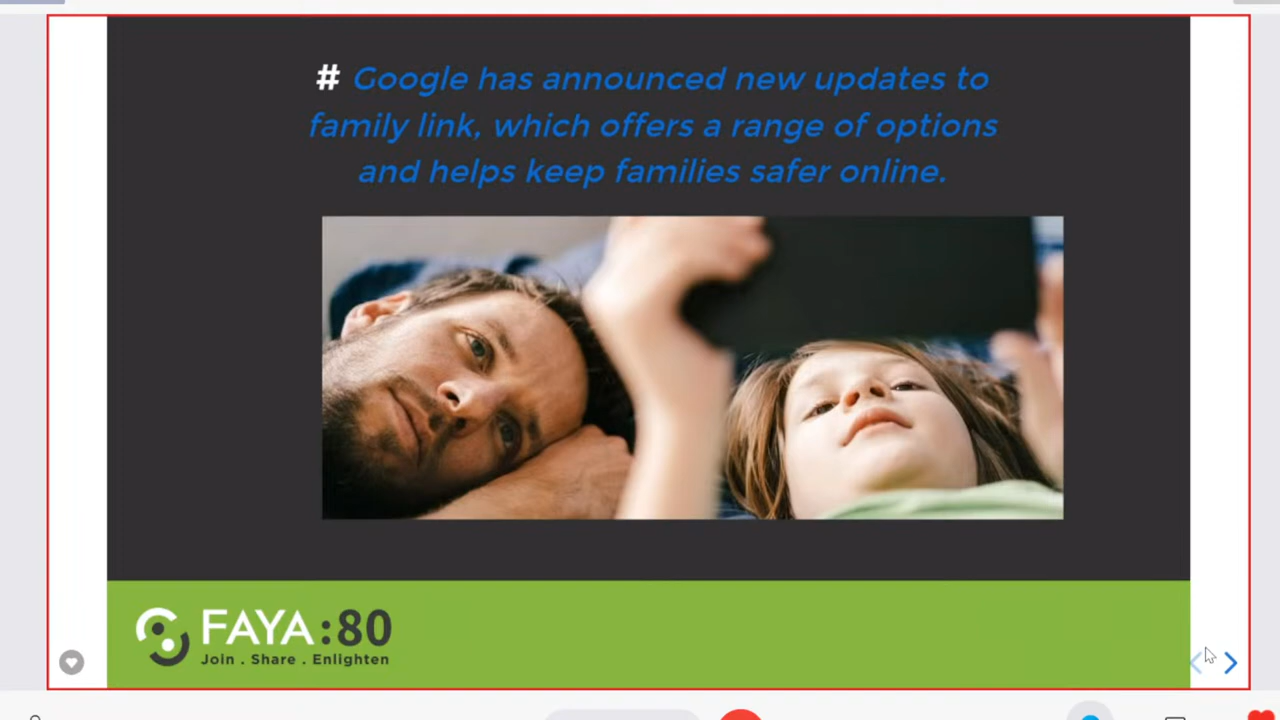 # Google has announced new updates to
family link, which offers a range of options
and helps keep families safer online.
FAYA:80
Join . Share . Enlighten